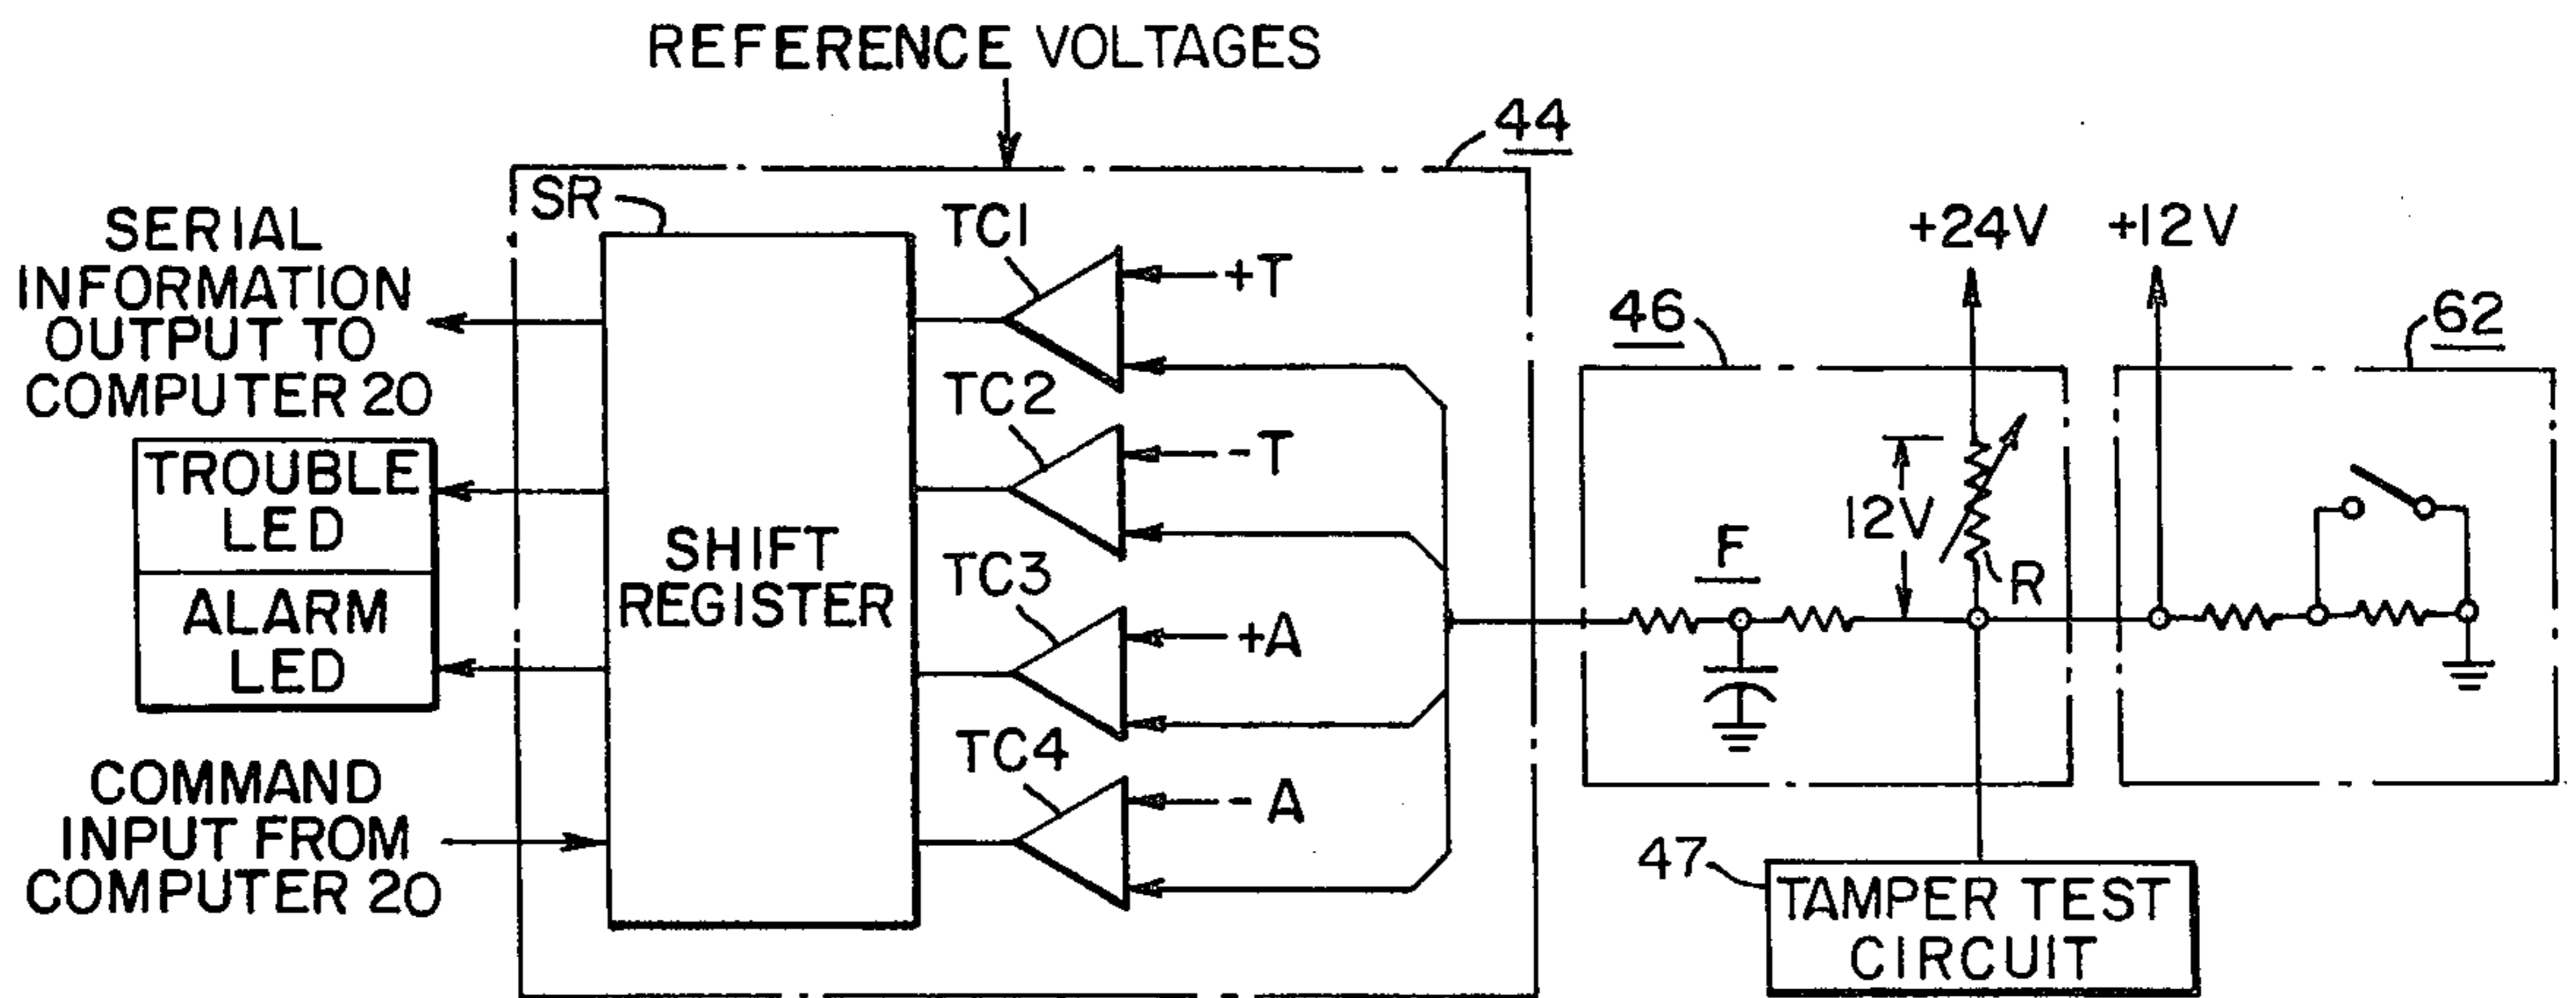 REFERENCE VOLTAGES
44
SR
SERIAL
INFORMATION
OUTPUT TO
COMPUTER 20
TROUBLE
LED
ALARM
LED
COMMAND
INPUT FROM
COMPUTER 20
SHIFT
REGISTER
TC1
+T
TC2
-T
TC3
+A
TC4
-A
46
+24V
+12V
62
12V
F
R
47
TAMPER TEST
CIRCUIT